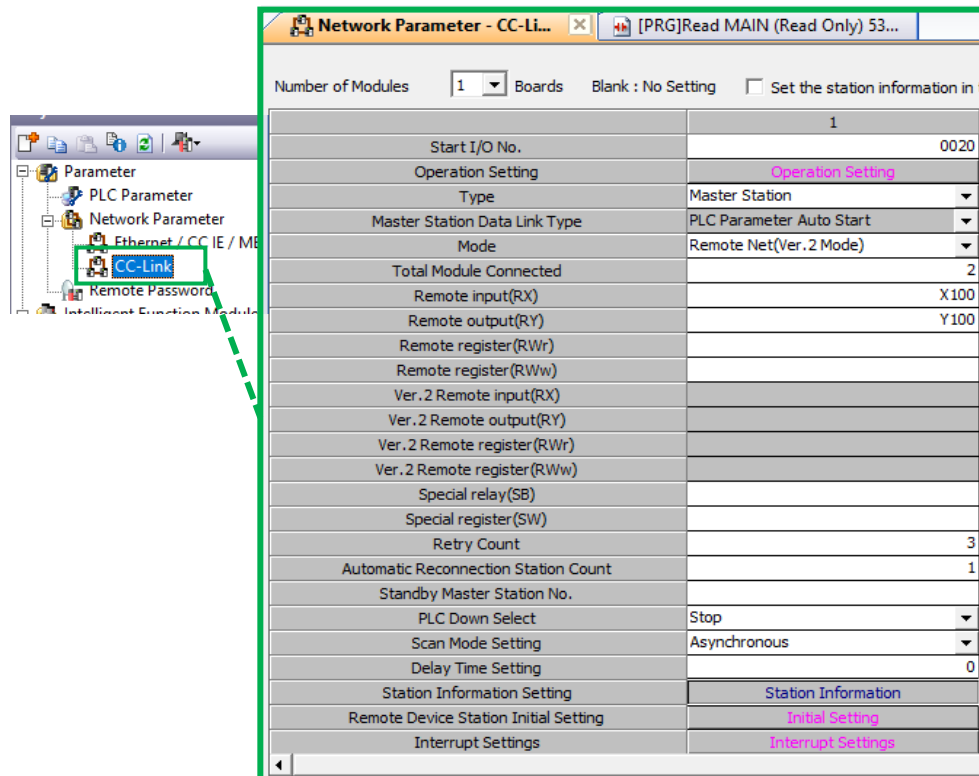 Network Parameter - CC-Li...
[PRG]Read MAIN (Read Only) 53...
Number of Modules 1 Boards Blank : No Setting Set the station information in
1
Start I/O No. 0020
Operation Setting Operation Setting
Type Master Station
Master Station Data Link Type PLC Parameter Auto Start
Mode Remote Net(Ver.2 Mode)
Total Module Connected 2
Remote input(RX) X100
Remote output(RY) Y100
Remote register(RWr)
Remote register(RWw)
Ver.2 Remote input(RX)
Ver.2 Remote output(RY)
Ver.2 Remote register(RWr)
Ver.2 Remote register(RWw)
Special relay(SB)
Special register(SW)
Retry Count 3
Automatic Reconnection Station Count 1
Standby Master Station No.
PLC Down Select Stop
Scan Mode Setting Asynchronous
Delay Time Setting 0
Station Information Setting Station Information
Remote Device Station Initial Setting Initial Setting
Interrupt Settings Interrupt Settings
Parameter
PLC Parameter
Network Parameter
Ethernet / CC IE / ME
CC-Link
Remote Password
Intelligent Function Module